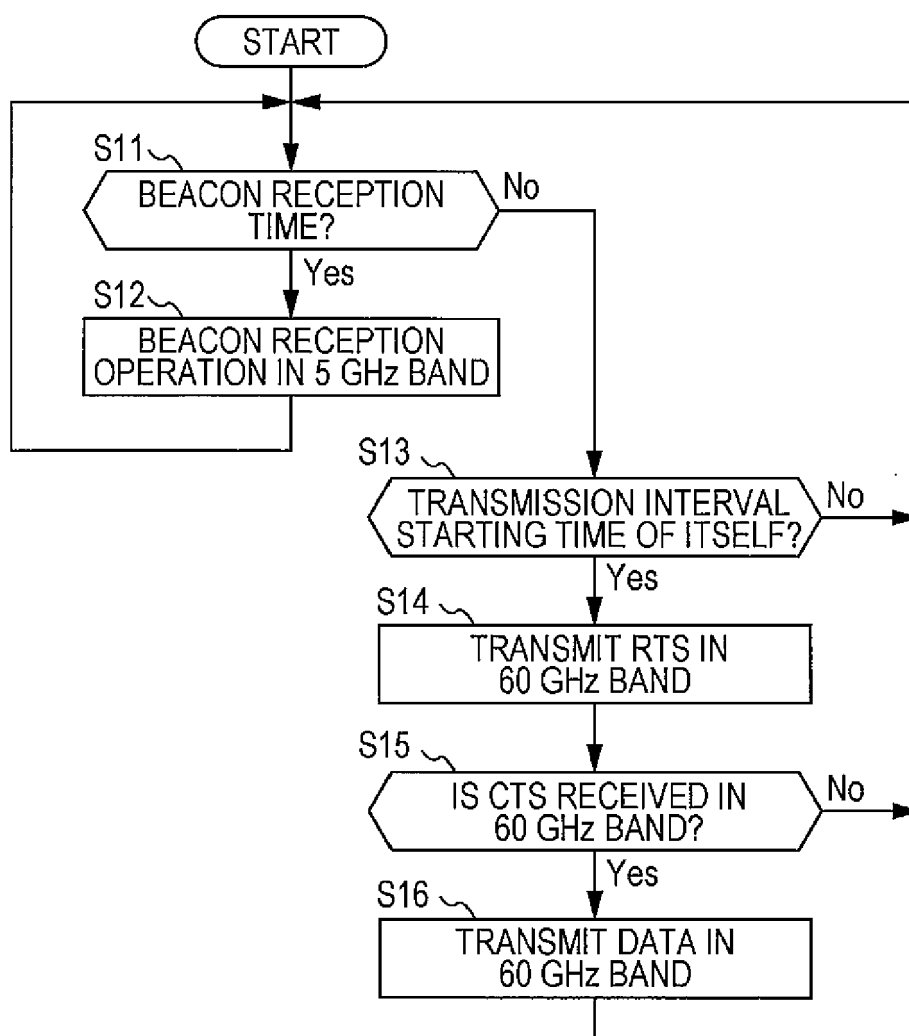 START
S11
BEACON RECEPTION
TIME?
No
Yes
S12
BEACON RECEPTION
OPERATION IN 5 GHz BAND
S13
TRANSMISSION INTERVAL
STARTING TIME OF ITSELF?
No
Yes
S14
TRANSMIT RTS IN
60 GHz BAND
S15
IS CTS RECEIVED IN
60 GHz BAND?
No
Yes
S16
TRANSMIT DATA IN
60 GHz BAND